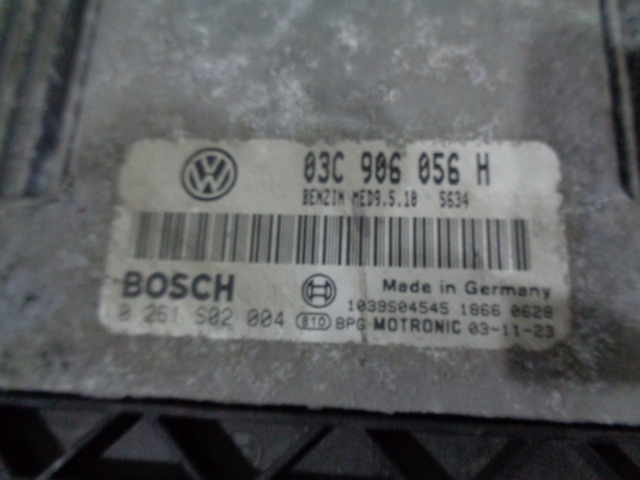 03C 906 056 H
BENZIN MED9.5.10 5634
BOSCH
Made in Germany
0 261 S02 004
1039S04545 1866 0628
810 BPG MOTRONIC 03-11-23